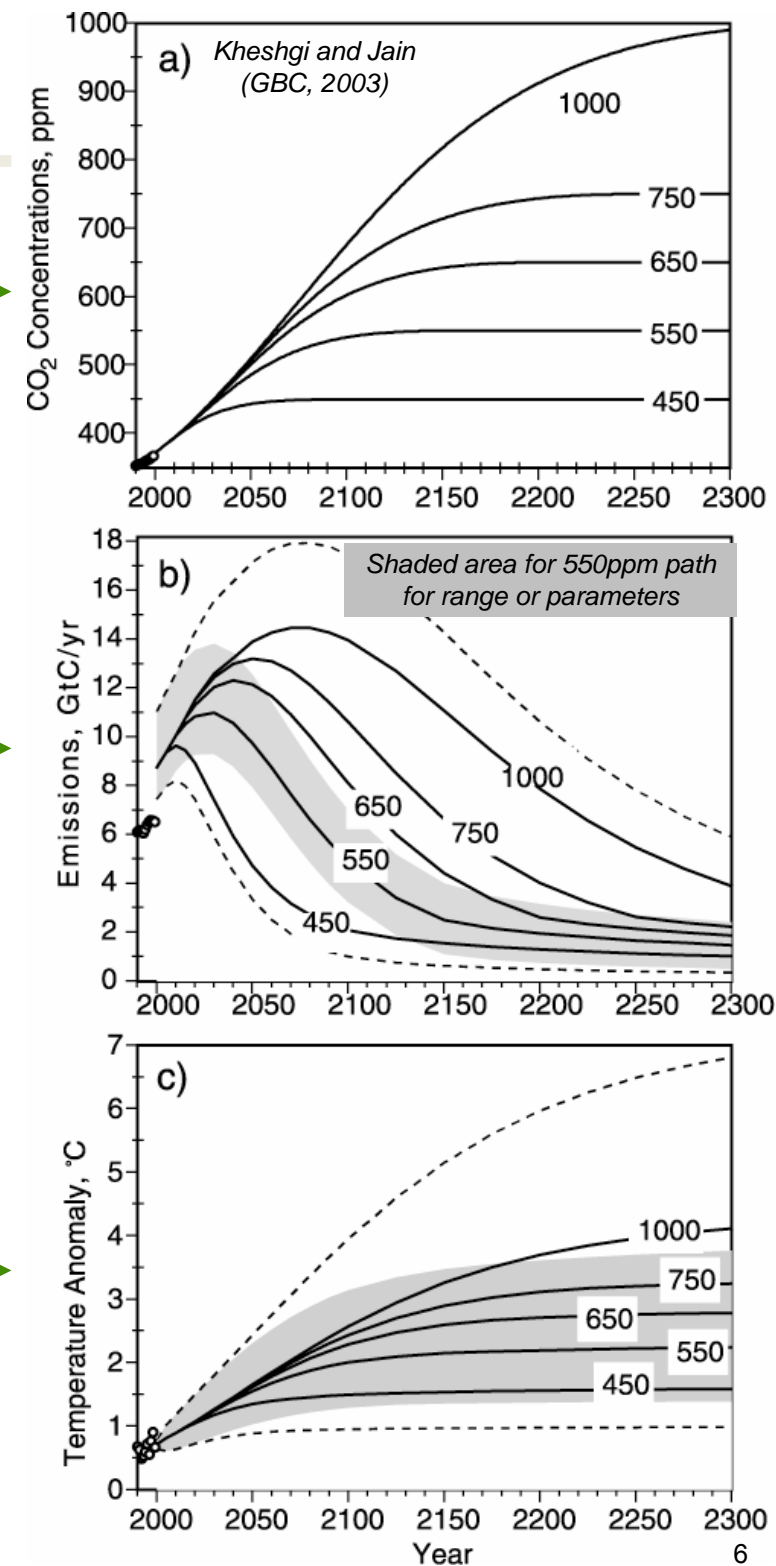 a)
Kheshgi and Jain
(GBC, 2003)
CO2 Concentrations, ppm
1000
900
800
700
600
500
400
1000
750
650
550
450
2000 2050 2100 2150 2200 2250 2300
b)
Shaded area for 550ppm path
for range or parameters
Emissions, GtC/yr
18
16
14
12
10
8
6
4
2
0
1000
750
650
550
450
2000 2050 2100 2150 2200 2250 2300
c)
Temperature Anomaly, °C
7
6
5
4
3
2
1
0
1000
750
650
550
450
2000 2050 2100 2150 2200 2250 2300
Year
6